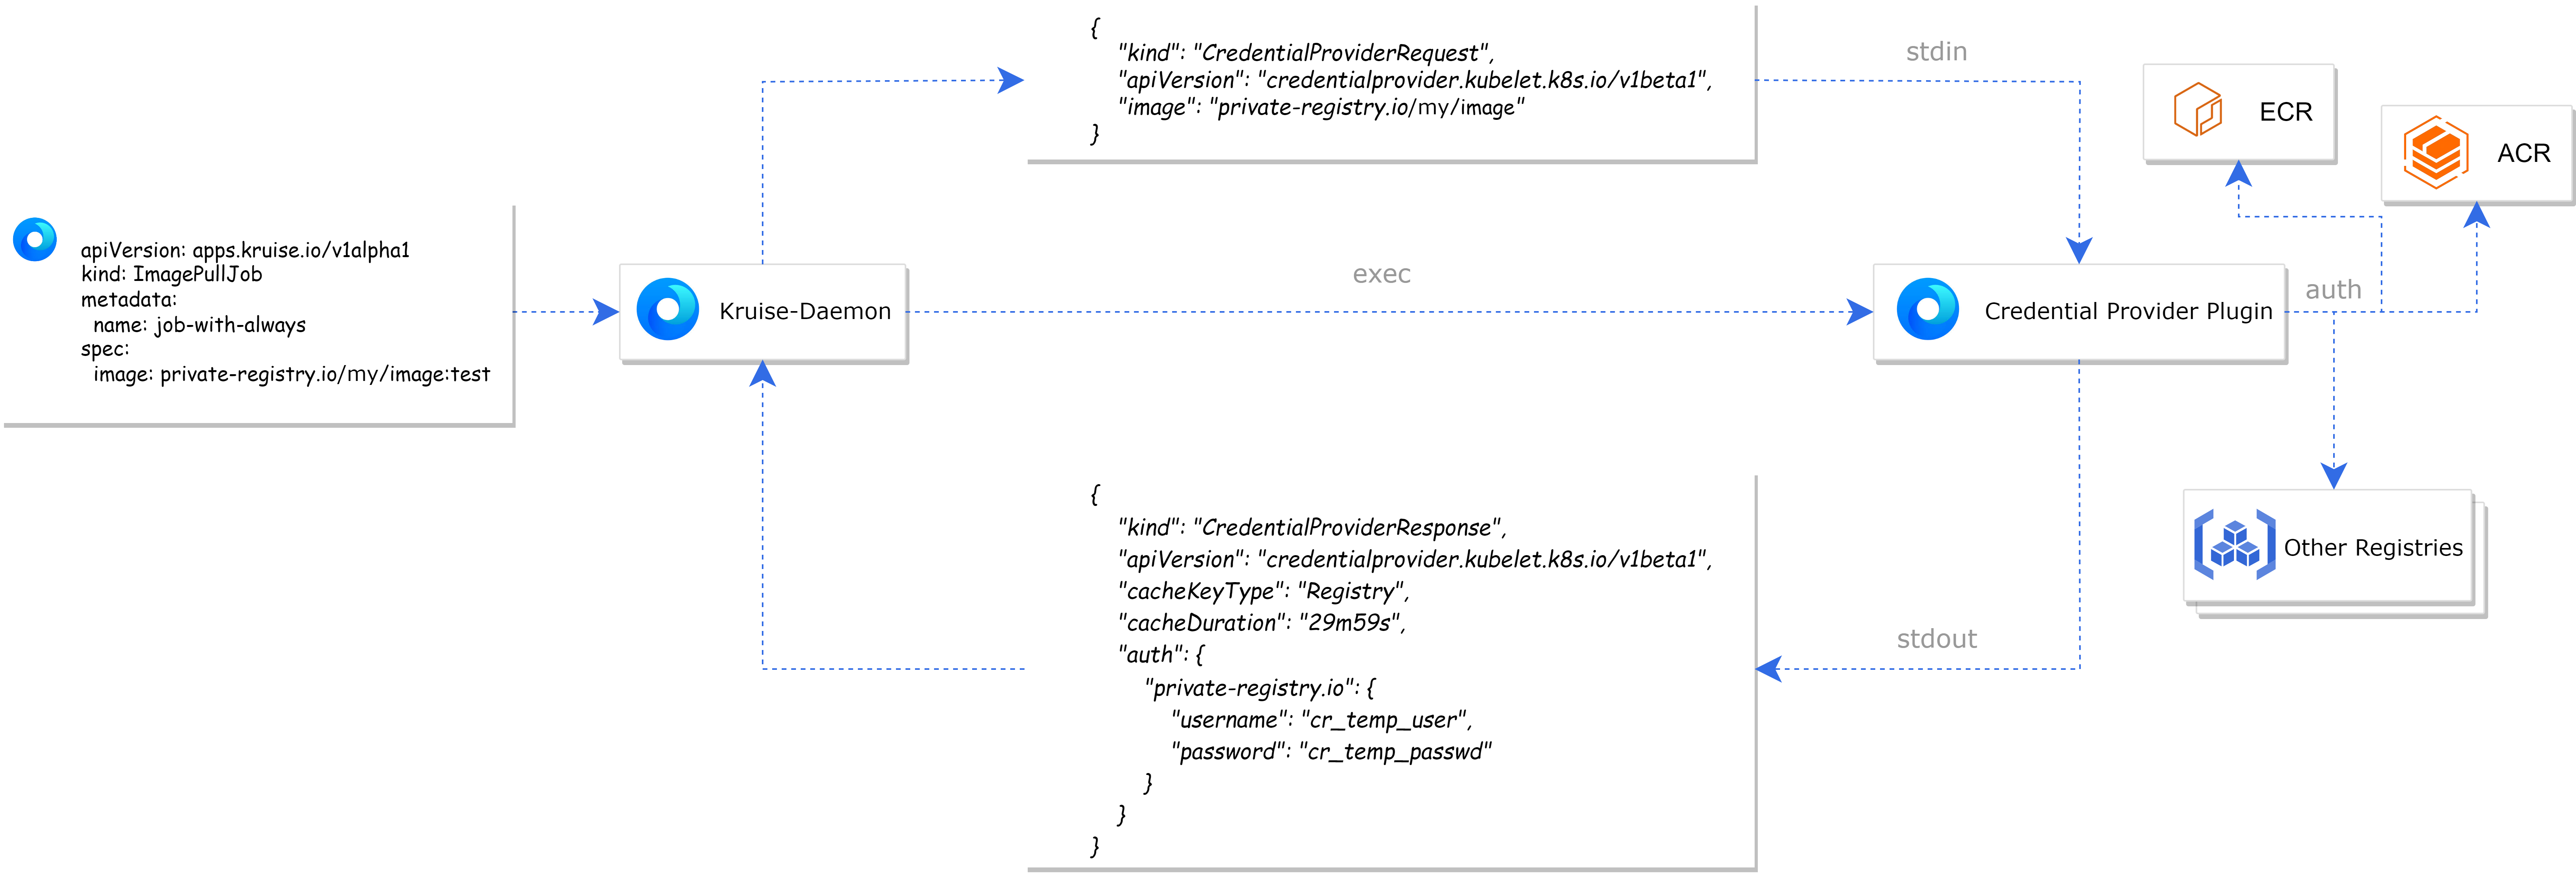 apiVersion: apps.kruise.io/v1alpha1
kind: ImagePullJob
metadata:
  name: job-with-always
spec:
  image: private-registry.io/my/image:test
Kruise-Daemon
{
    "kind": "CredentialProviderRequest",
    "apiVersion": "credentialprovider.kubelet.k8s.io/v1beta1",
    "image": "private-registry.io/my/image"
}
stdin
exec
Credential Provider Plugin
auth
ECR
ACR
Other Registries
stdout
{
    "kind": "CredentialProviderResponse",
    "apiVersion": "credentialprovider.kubelet.k8s.io/v1beta1",
    "cacheKeyType": "Registry",
    "cacheDuration": "29m59s",
    "auth": {
        "private-registry.io": {
            "username": "cr_temp_user",
            "password": "cr_temp_passwd"
        }
    }
}